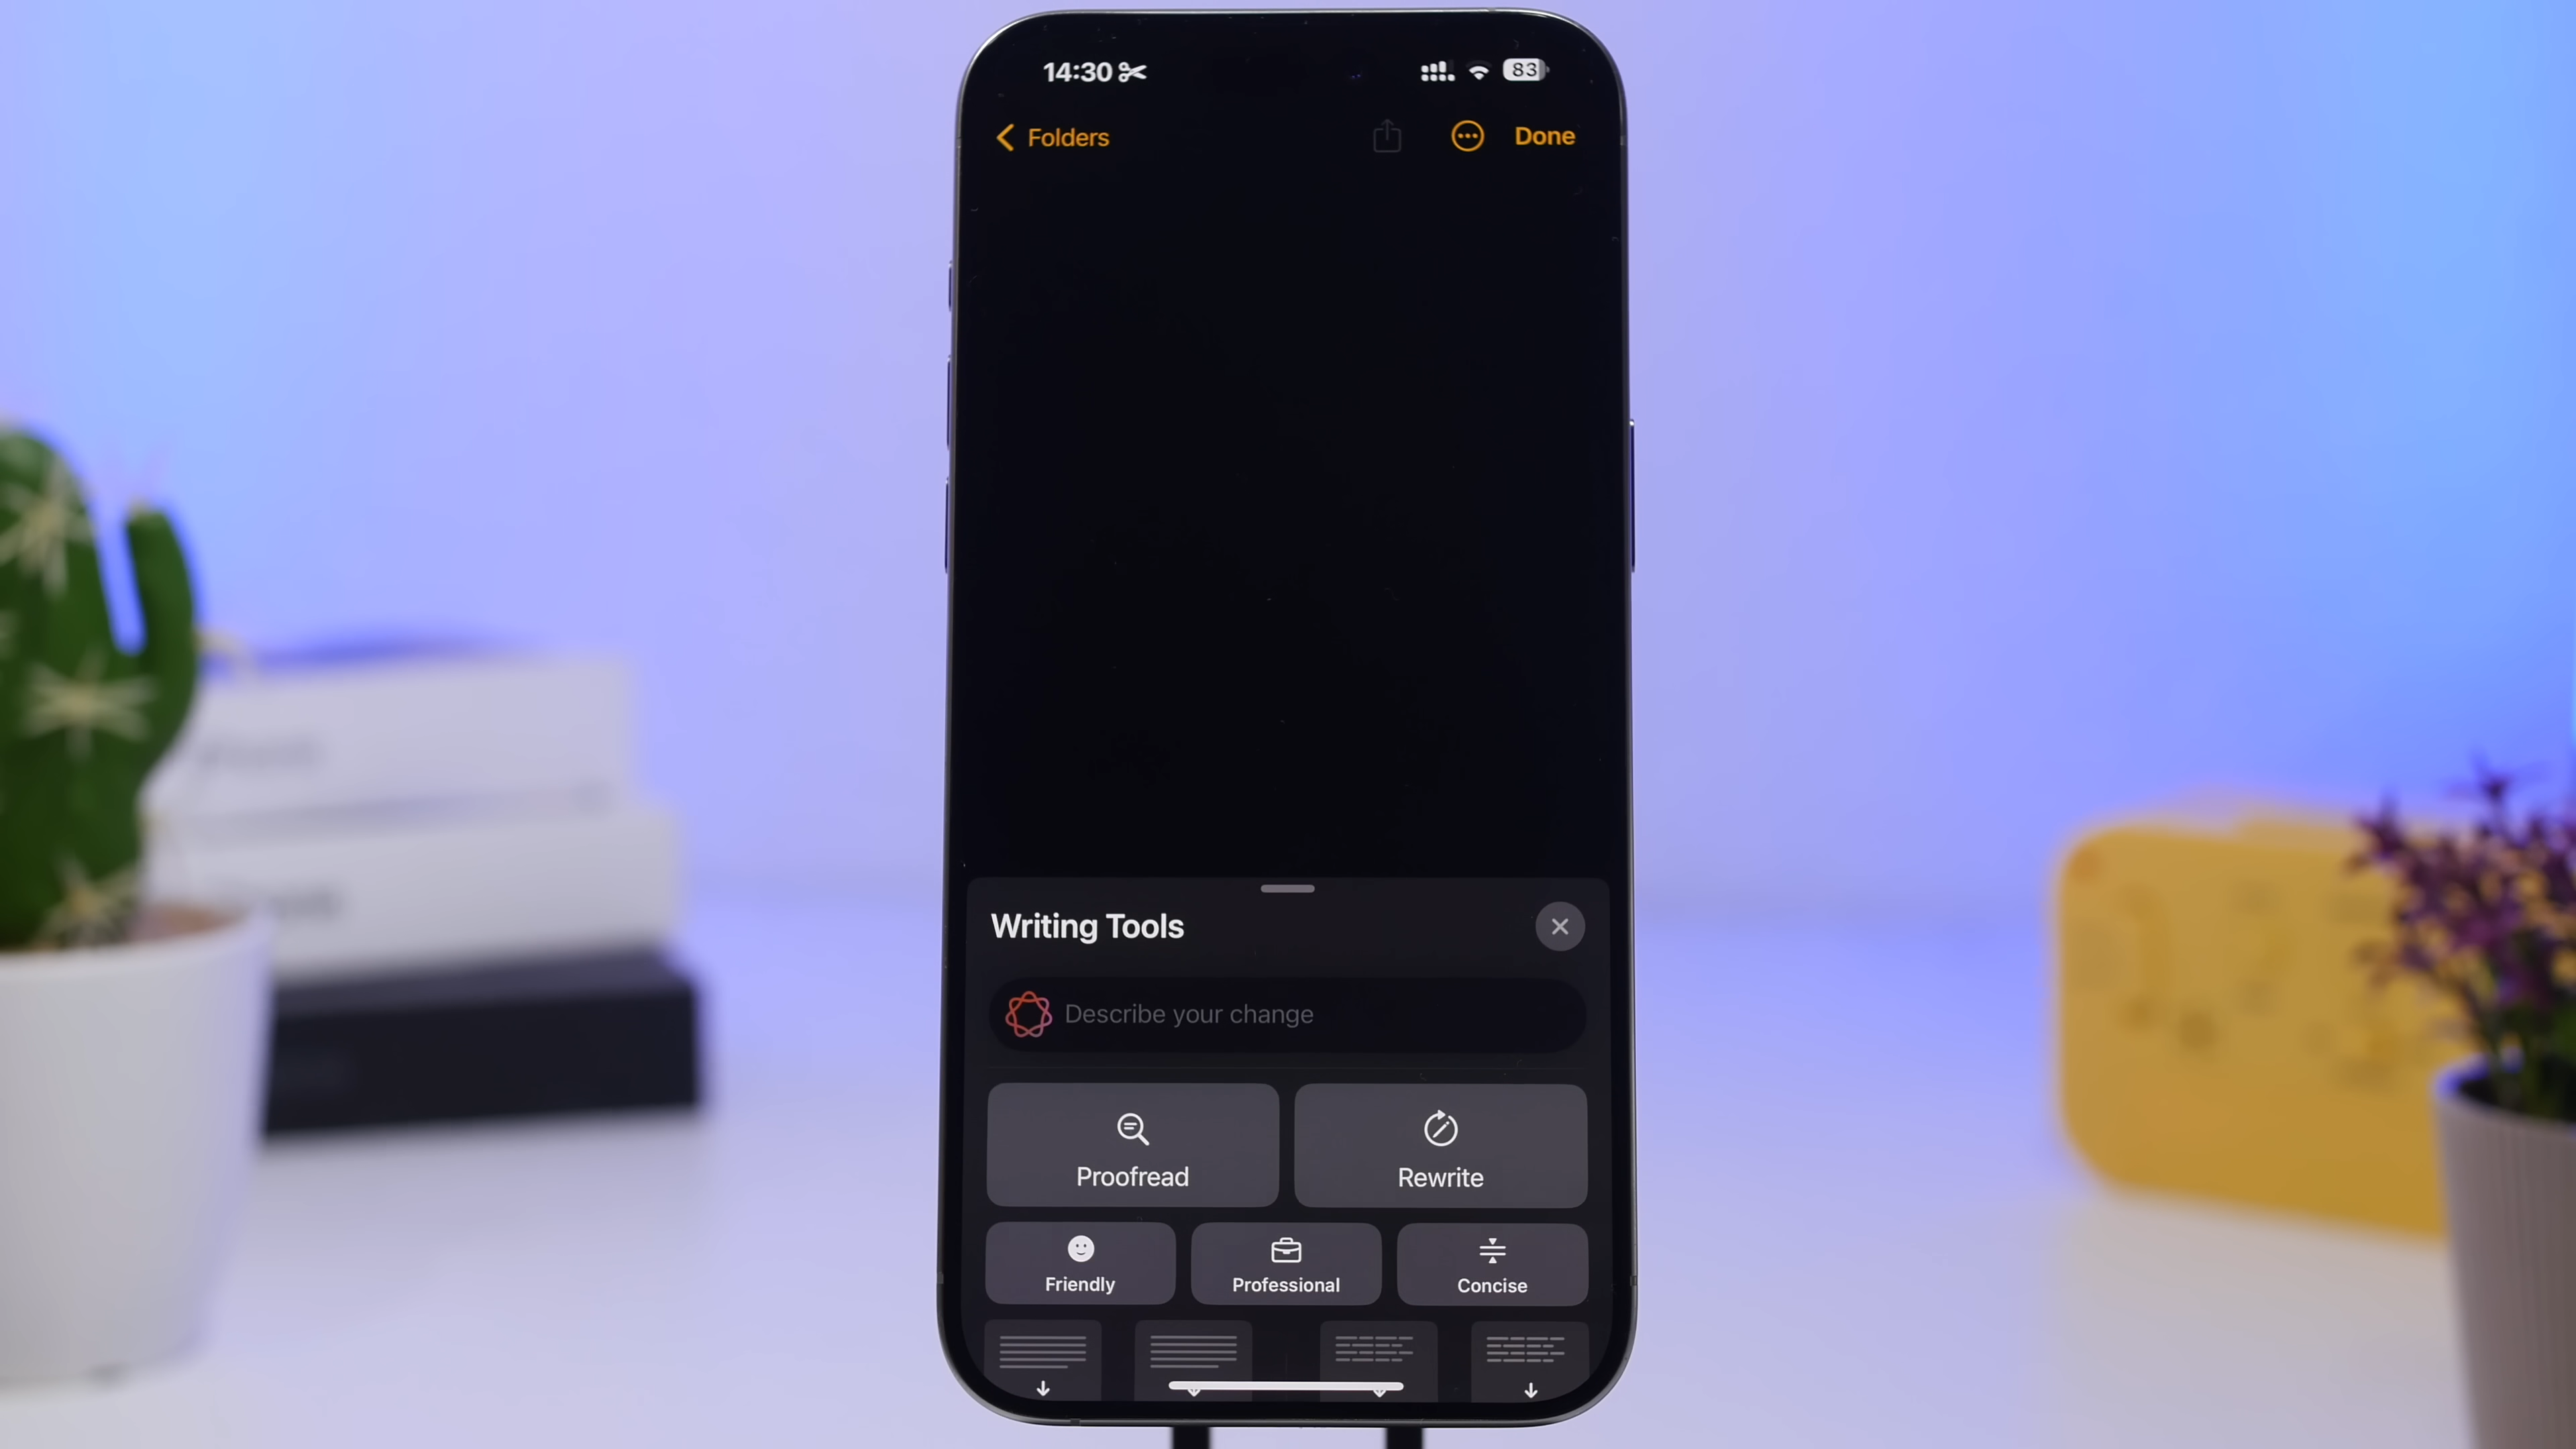 14:30
83
Folders
Done
Writing Tools
Describe your change
Proofread
Rewrite
Friendly
Professional
Concise